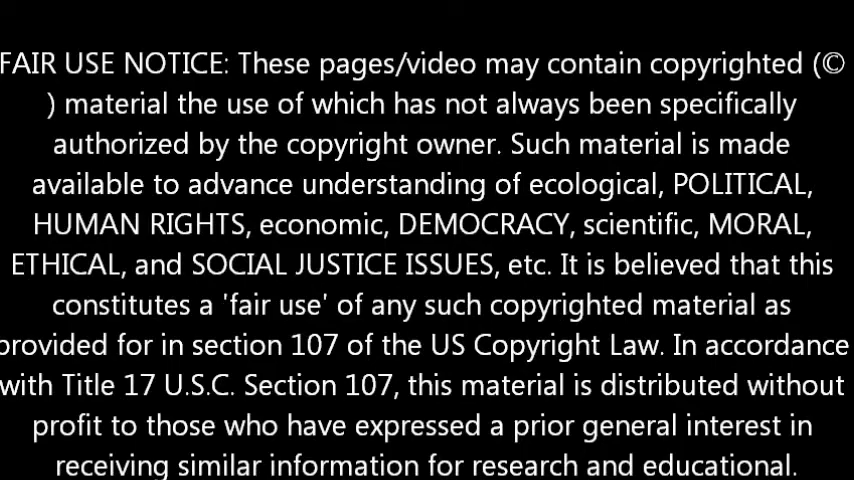 FAIR USE NOTICE: These pages/video may contain copyrighted (©
) material the use of which has not always been specifically
authorized by the copyright owner. Such material is made
available to advance understanding of ecological, POLITICAL,
HUMAN RIGHTS, economic, DEMOCRACY, scientific, MORAL,
ETHICAL, and SOCIAL JUSTICE ISSUES, etc. It is believed that this
constitutes a 'fair use' of any such copyrighted material as
provided for in section 107 of the US Copyright Law. In accordance
with Title 17 U.S.C. Section 107, this material is distributed without
profit to those who have expressed a prior general interest in
receiving similar information for research and educational.